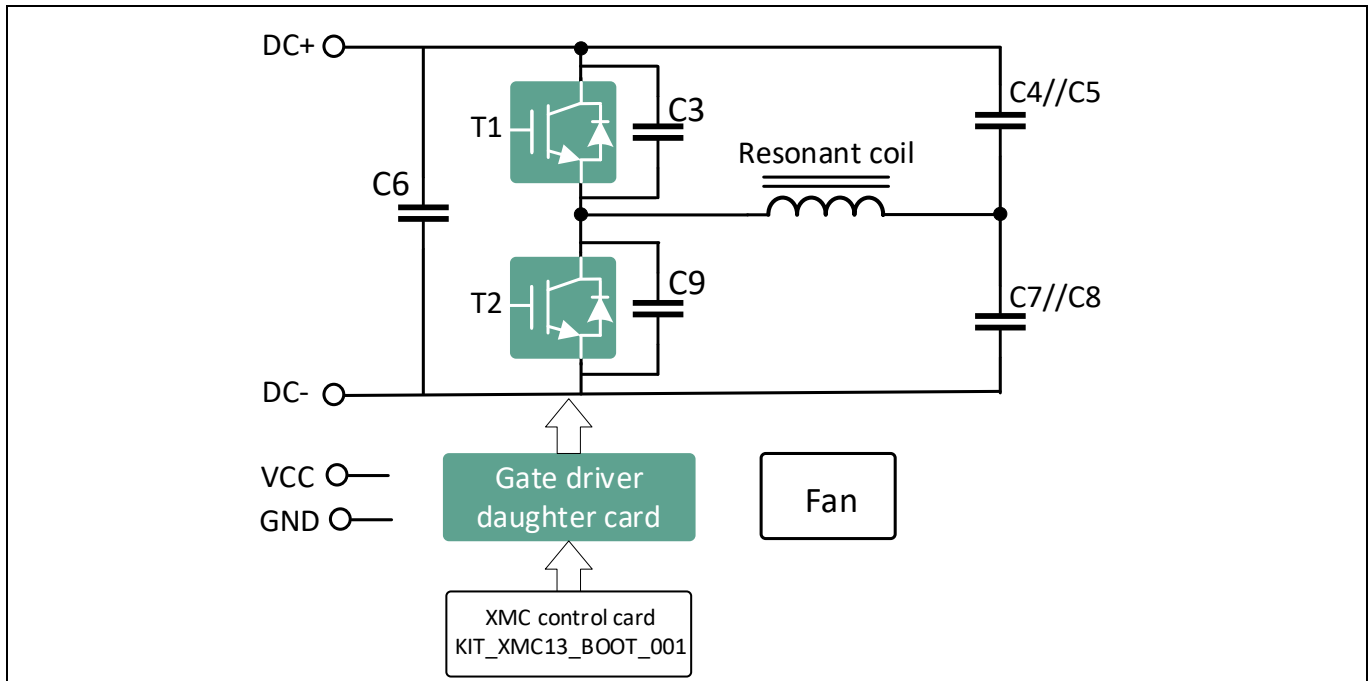 DC+
C4//C5
C3
T1
Resonant coil
C6
C9
T2
C7//C8
DC-
VCC
Gate driver
daughter card
Fan
GND
XMC control card
KIT_XMC13_BOOT_001